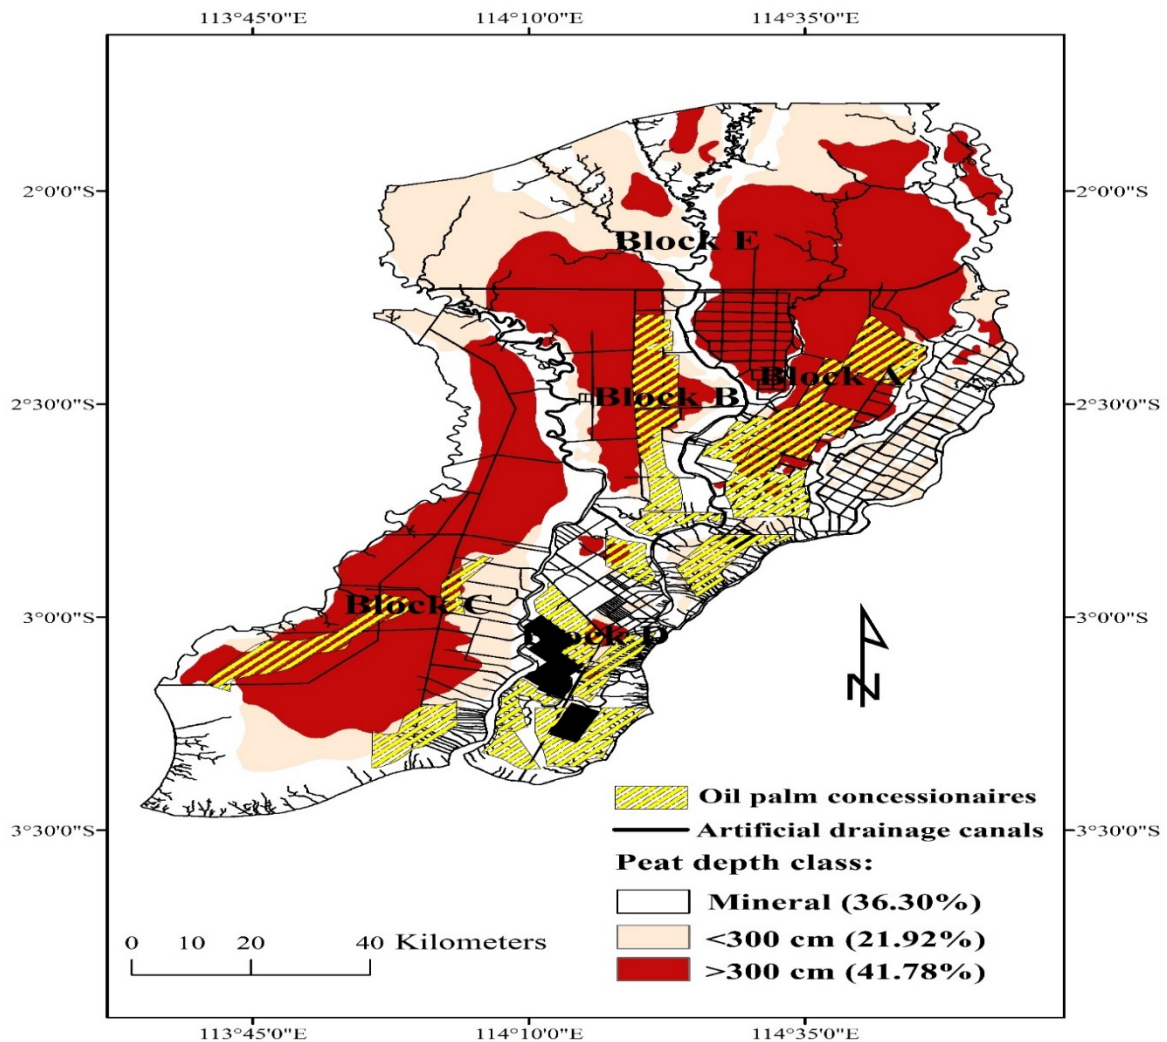 113°45'0"E 114°10'0"E 114°35'0"E
2°0'0"S 2°0'0"S
Block E
Block A
2°30'0"S Block B 2°30'0"S
Block C
3°0'0"S 3°0'0"S
Block D
N
Oil palm concessionaires
3°30'0"S Artificial drainage canals 3°30'0"S
Peat depth class:
Mineral (36.30%)
0 10 20 40 Kilometers
<300 cm (21.92%)
>300 cm (41.78%)
113°45'0"E 114°10'0"E 114°35'0"E